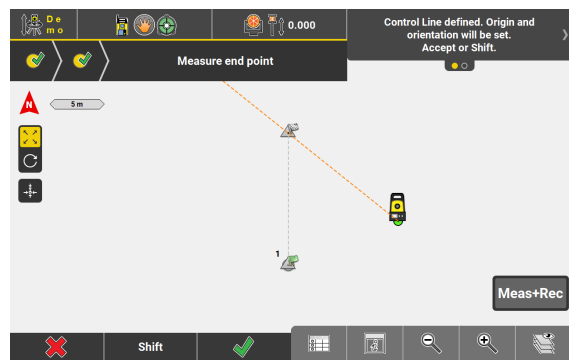 De
mo
0.000
Control Line defined. Origin and
orientation will be set.
Accept or Shift.
Measure end point
N
5 m
1
Meas+Rec
Shift